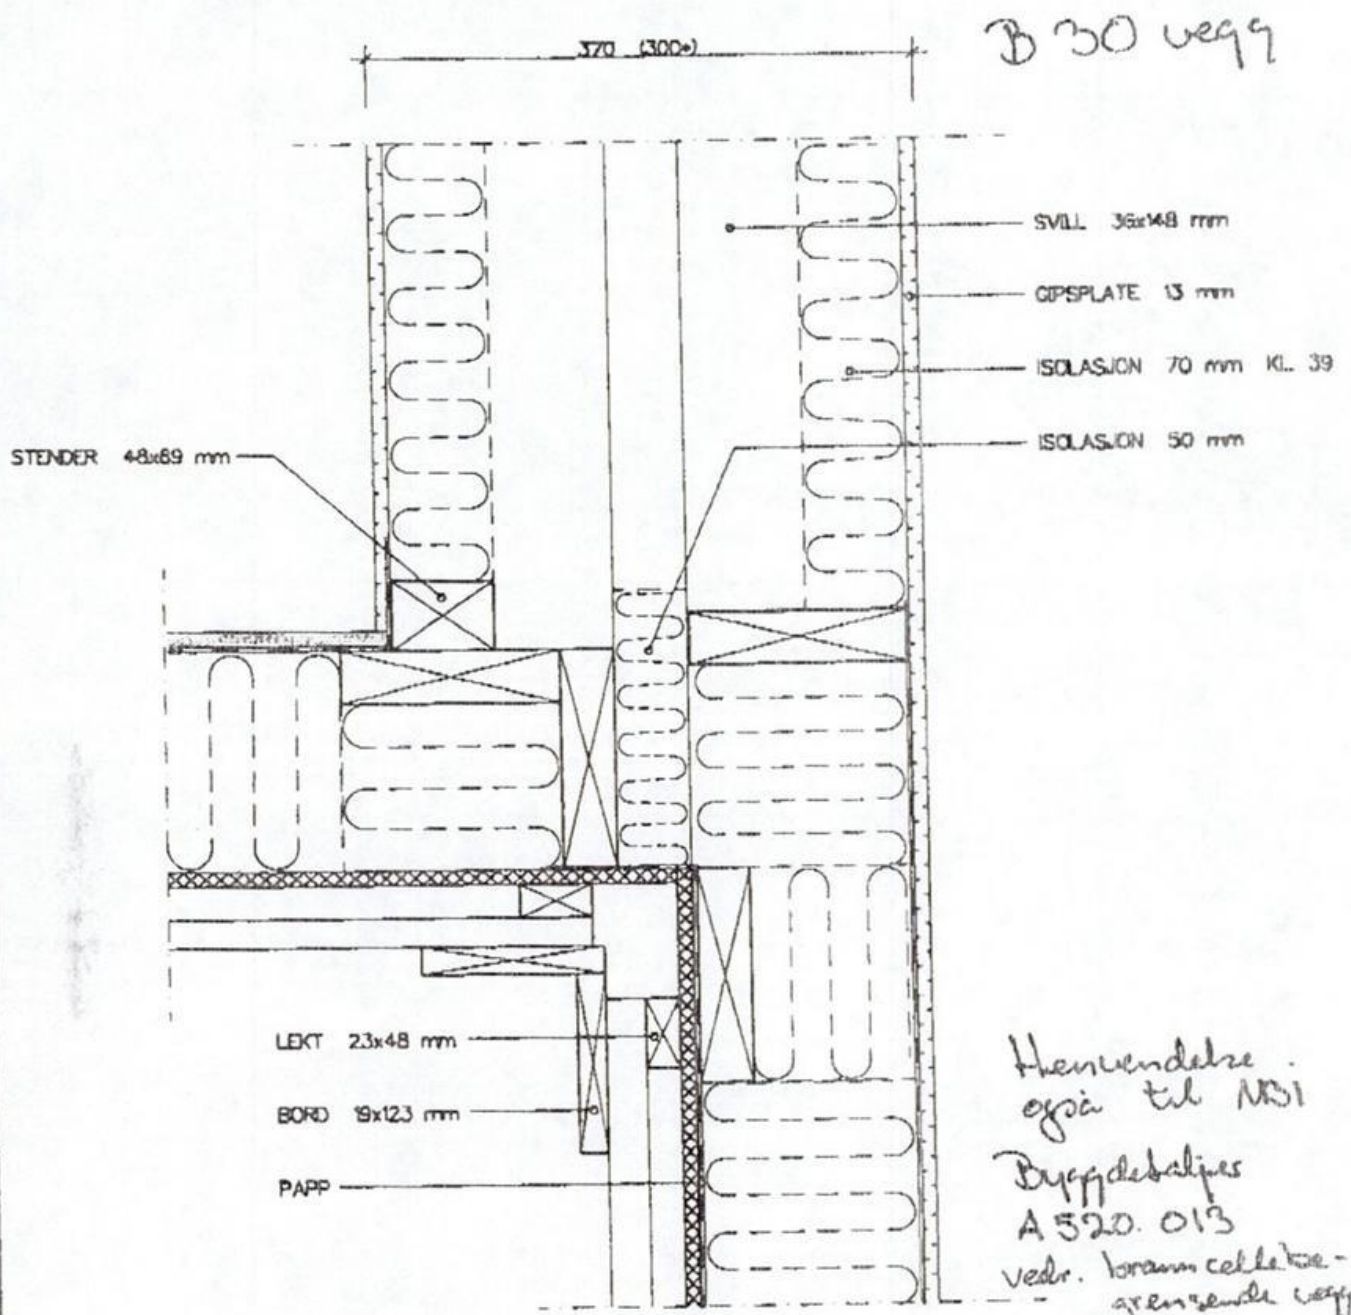 B 30 vegg
370 (300+)
SVILL 36x148 mm
GIPSPLATE 13 mm
ISOLASJON 70 mm KL. 39
ISOLASJON 50 mm
STENDER 48x69 mm
LEKT 23x48 mm
BORD 19x123 mm
PAPP
Henvendelse
også til NBI
Byggdetaljer
A 520.013
vedr. branncellebe-
grensende vegg